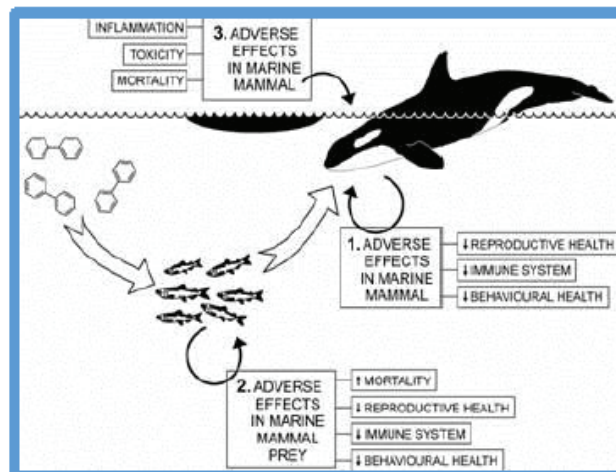 INFLAMMATION
TOXICITY
MORTALITY
3. ADVERSE
EFFECTS
IN MARINE
MAMMAL
1. ADVERSE
EFFECTS
IN MARINE
MAMMAL
↓REPRODUCTIVE HEALTH
↓IMMUNE SYSTEM
↓BEHAVIOURAL HEALTH
2. ADVERSE
EFFECTS
IN MARINE
MAMMAL
PREY
↑ MORTALITY
↓ REPRODUCTIVE HEALTH
↓ IMMUNE SYSTEM
↓ BEHAVIOURAL HEALTH